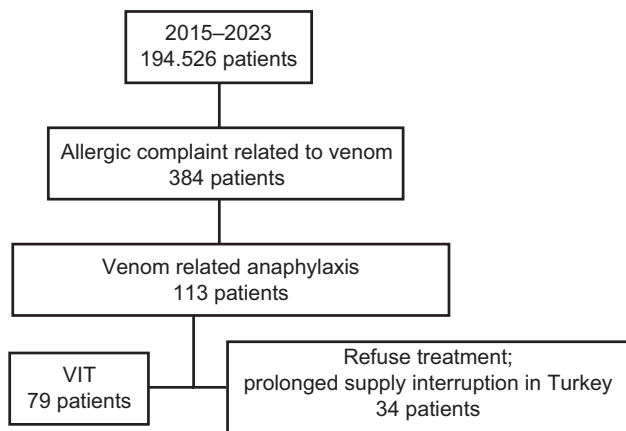 2015–2023
194.526 patients
Allergic complaint related to venom
384 patients
Venom related anaphylaxis
113 patients
VIT
79 patients
Refuse treatment;
prolonged supply interruption in Turkey
34 patients